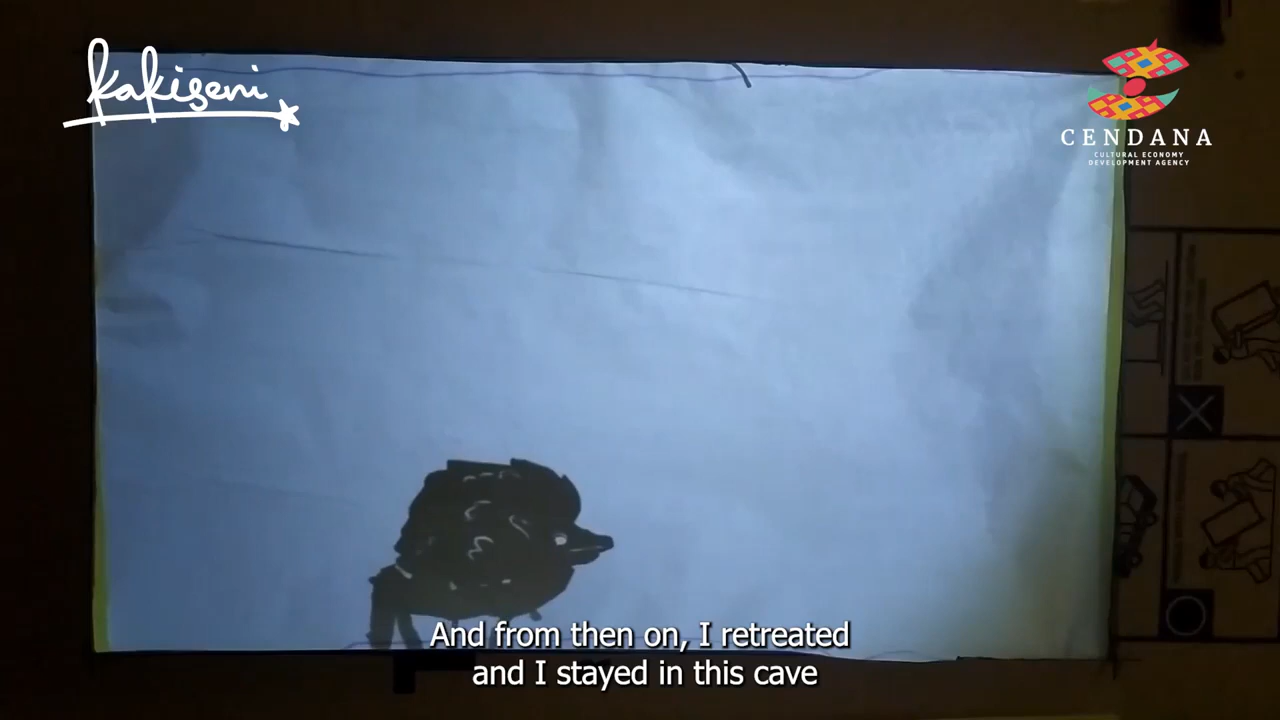 kakiseni
CENDANA
CULTURAL ECONOMY
DEVELOPMENT AGENCY
And from then on, I retreated
and I stayed in this cave